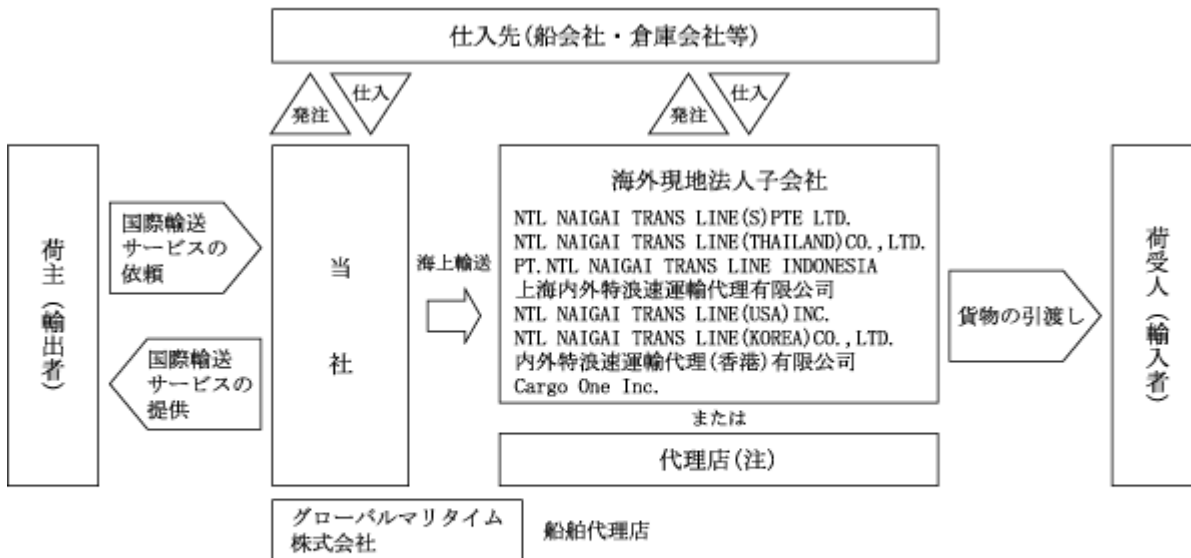 仕入先(船会社・倉庫会社等)
発注
仕入
発注
仕入
荷主(輸出者)
国際輸送
サービスの
依頼
国際輸送
サービスの
提供
当社
海上輸送
海外現地法人子会社
NTL NAIGAI TRANS LINE(S)PTE LTD.
NTL NAIGAI TRANS LINE(THAILAND)CO.,LTD.
PT.NTL NAIGAI TRANS LINE INDONESIA
上海内外特浪速運輸代理有限公司
NTL NAIGAI TRANS LINE(USA)INC.
NTL NAIGAI TRANS LINE(KOREA)CO.,LTD.
内外特浪速運輸代理(香港)有限公司
Cargo One Inc.
または
代理店(注)
貨物の引渡し
荷受人(輸入者)
グローバルマリタイム
株式会社
船舶代理店